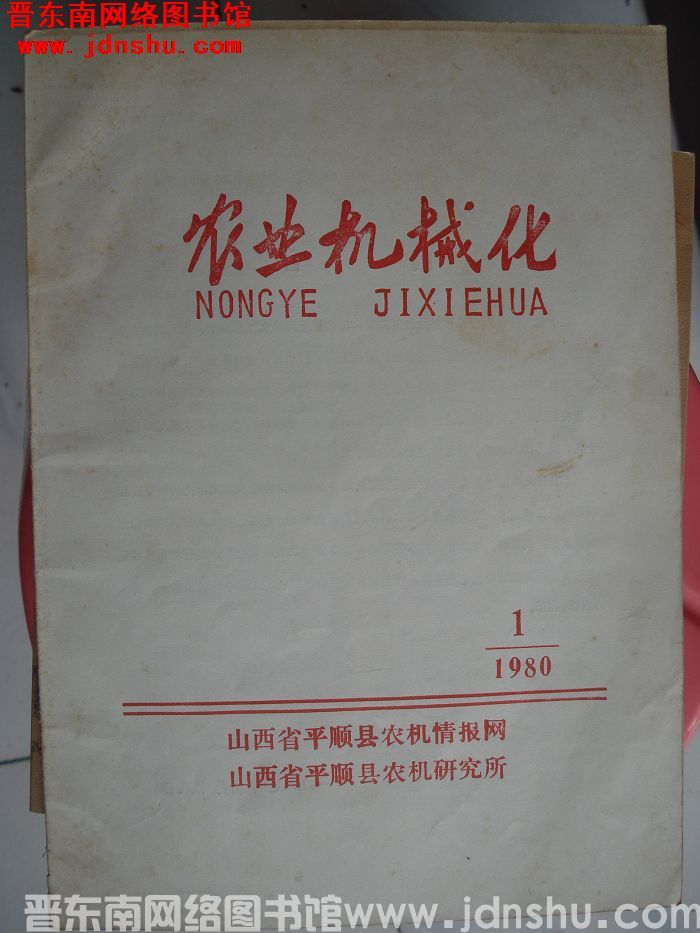 晋东南网络图书馆
www.jdnshu.com
农业机械化
NONGYE JIXIEHUA
1
1980
山西省平顺县农机情报网
山西省平顺县农机研究所
晋东南网络图书馆www.jdnshu.com